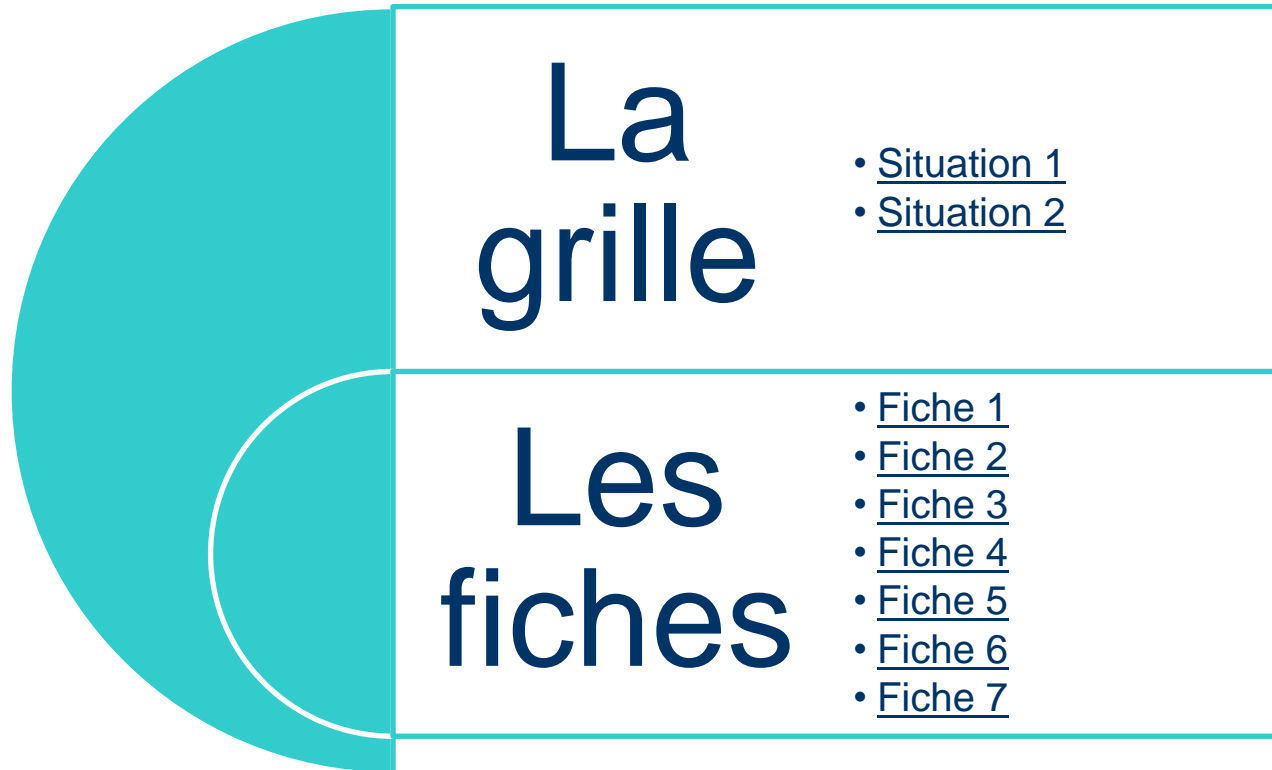 La
grille
• Situation 1
• Situation 2
Les
fiches
• Fiche 1
• Fiche 2
• Fiche 3
• Fiche 4
• Fiche 5
• Fiche 6
• Fiche 7